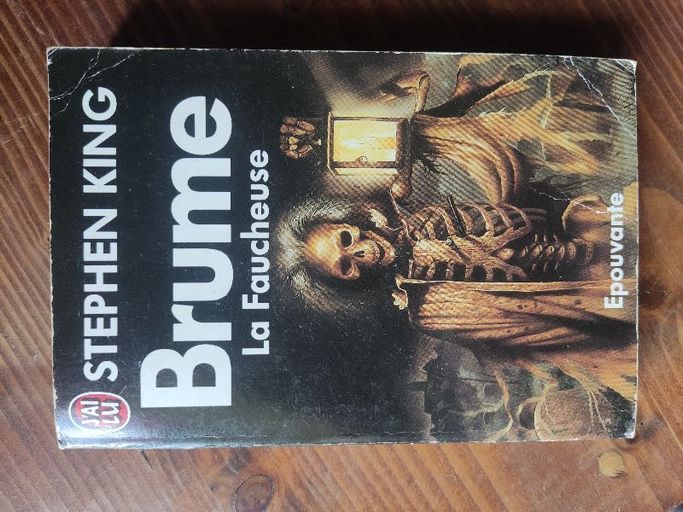 J'AI
LU
STEPHEN KING
Brume
La Faucheuse
Epouvante